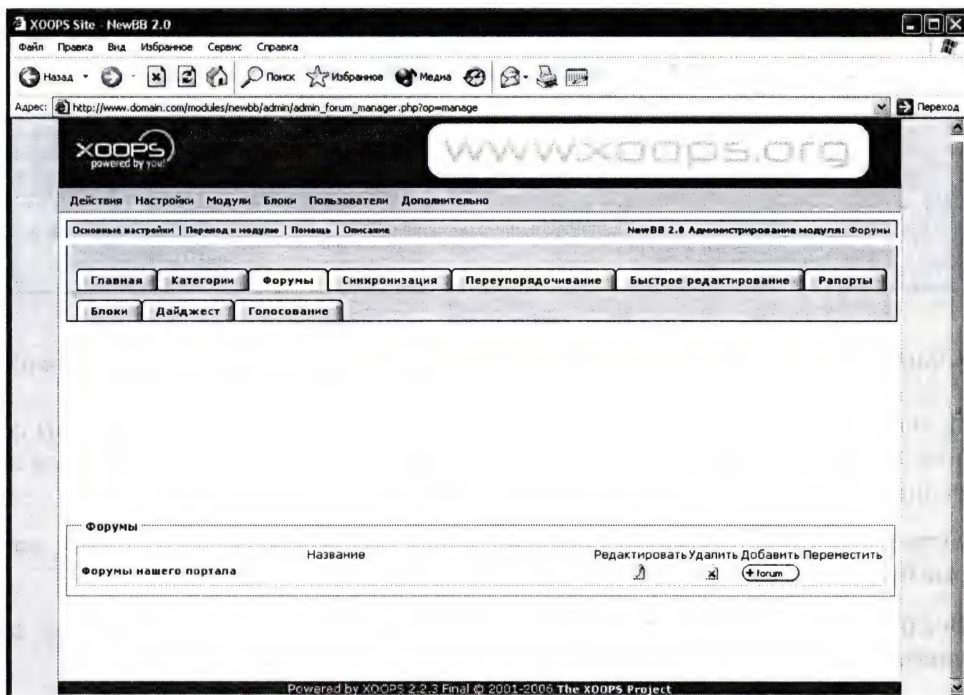 XOOPS Site - NewBB 2.0
Файл Правка Вид Избранное Сервис Справка
Назад Поиск Избранное Медиа
Адрес: http://www.domain.com/modules/newbb/admin/admin_forum_manager.php?op=manage Переход
XOOPS
powered by you!
www.xoops.org
Действия Настройки Модули Блоки Пользователи Дополнительно
Основные настройки | Переход к модулю | Помощь | Описание NewBB 2.0 Администрирование модуля: Форумы
Главная Категории Форумы Синхронизация Переупорядочивание Быстрое редактирование Рапорты
Блоки Дайджест Голосование
Форумы
Название Редактировать Удалить Добавить Переместить
Форумы нашего портала + forum
Powered by XOOPS 2.2.3 Final © 2001-2006 The XOOPS Project